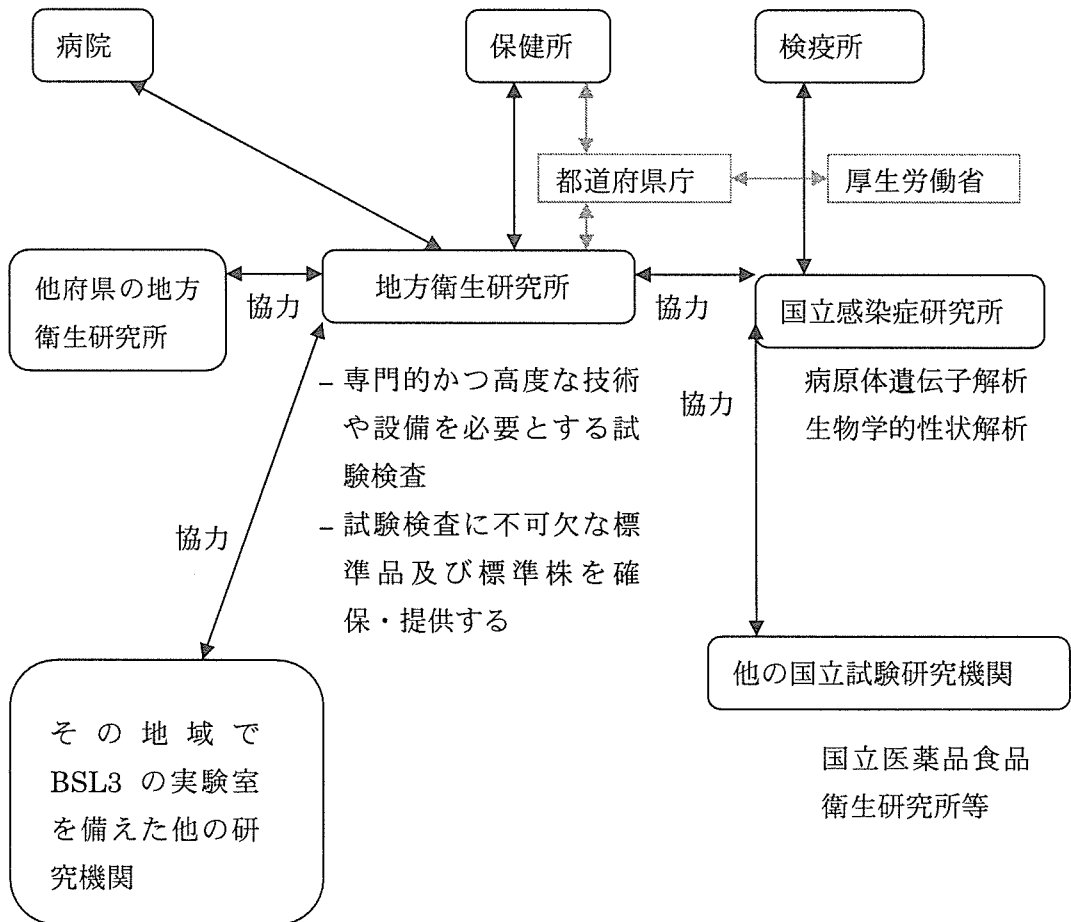 病院
保健所
検疫所
都道府県庁
厚生労働省
他府県の地方
衛生研究所
協力
地方衛生研究所
協力
国立感染症研究所
– 専門的かつ高度な技術
や設備を必要とする試
験検査
– 試験検査に不可欠な標
準品及び標準株を確
保・提供する
協力
病原体遺伝子解析
生物学的性状解析
協力
その地域で
BSL3 の実験室
を備えた他の研
究機関
他の国立試験研究機関
国立医薬品食品
衛生研究所等